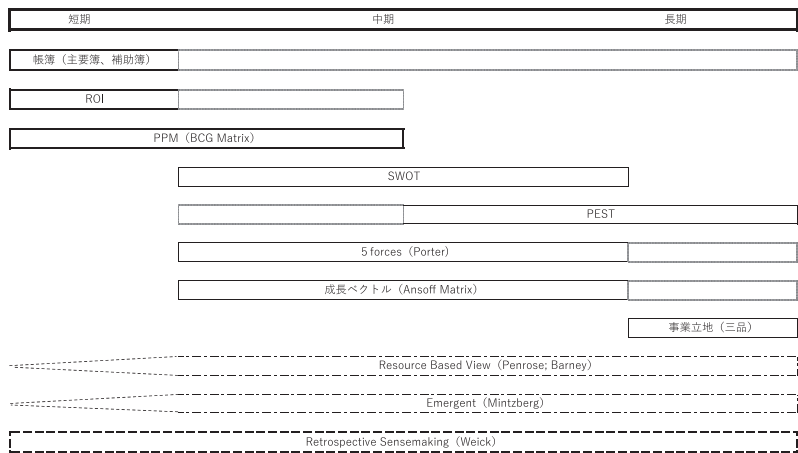 短期 中期 長期
帳簿（主要簿、補助簿）
ROI
PPM（BCG Matrix）
SWOT
PEST
5 forces（Porter）
成長ベクトル（Ansoff Matrix）
事業立地（三品）
Resource Based View（Penrose; Barney）
Emergent（Mintzberg）
Retrospective Sensemaking（Weick）